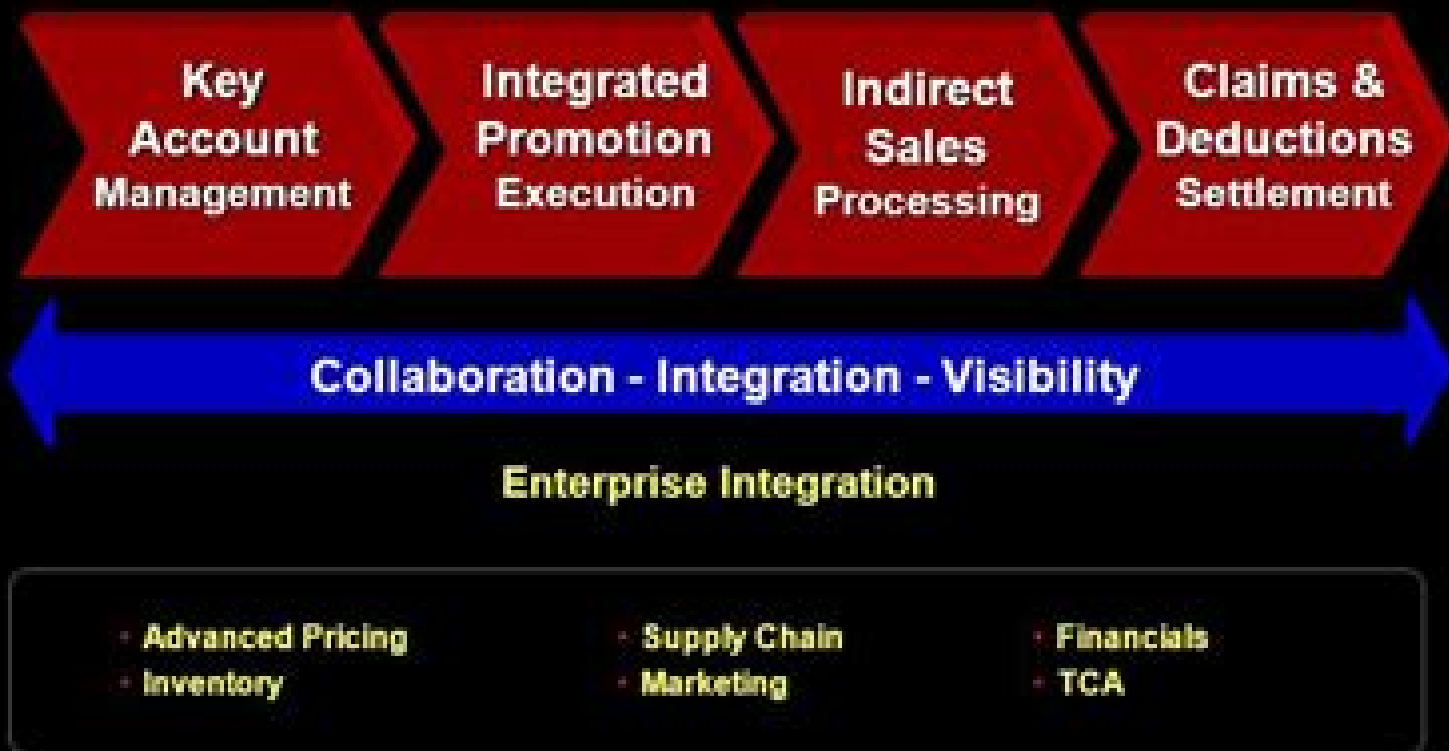 Key
Account
Management
Integrated
Promotion
Execution
Indirect
Sales
Processing
Claims &
Deductions
Settlement
Collaboration - Integration - Visibility
Enterprise Integration
· Advanced Pricing
· Inventory
· Supply Chain
· Marketing
· Financials
· TCA